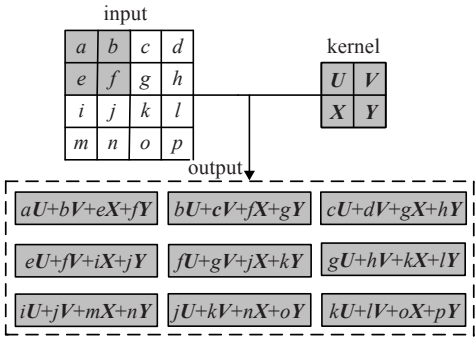 input
a b c d
e f g h
i j k l
m n o p
kernel
U V
X Y
output
aU+bV+eX+fY bU+cV+fX+gY cU+dV+gX+hY
eU+fV+iX+jY fU+gV+jX+kY gU+hV+kX+lY
iU+jV+mX+nY jU+kV+nX+oY kU+lV+oX+pY